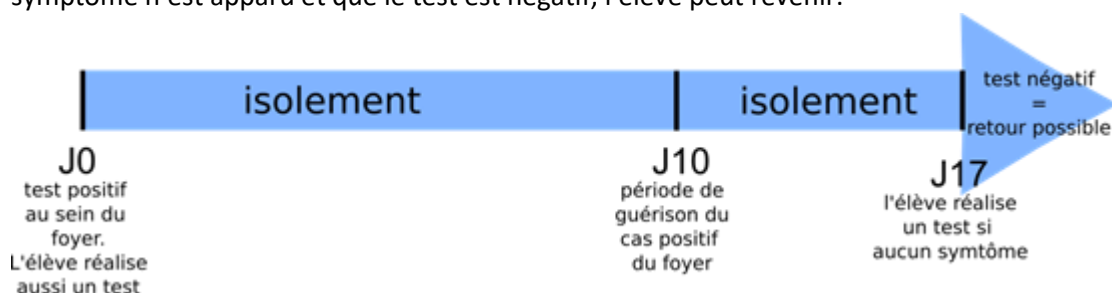 symptôme n'est apparu et que le test est négatif, l'élève peut revenir.
isolement
isolement
test négatif
=
retour possible
J0
test positif
au sein du
foyer.
L'élève réalise
aussi un test
J10
période de
guérison du
cas positif
du foyer
J17
l'élève réalise
un test si
aucun symtôme